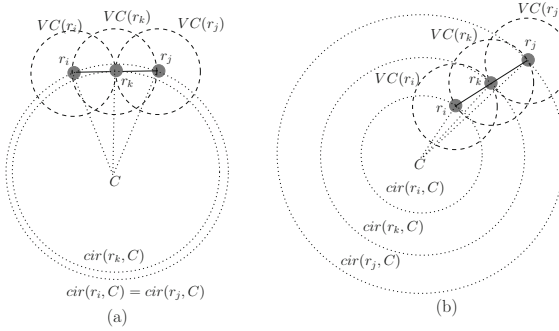 VC(r_i)
VC(r_k)
VC(r_j)
r_i
r_k
r_j
C
cir(r_k, C)
cir(r_i, C) = cir(r_j, C)
(a)
VC(r_j)
VC(r_k)
VC(r_i)
r_j
r_k
r_i
C
cir(r_i, C)
cir(r_k, C)
cir(r_j, C)
(b)